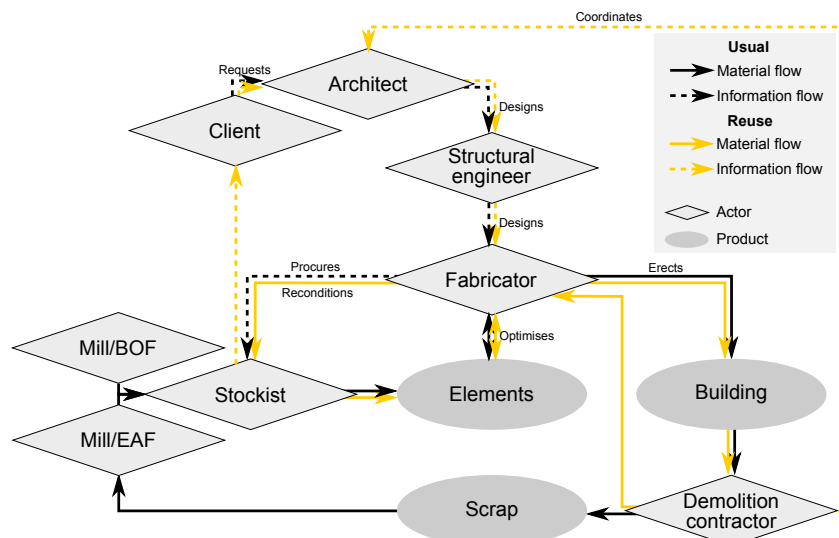 Coordinates
Usual
Material flow
Information flow
Reuse
Material flow
Information flow
Actor
Product
Requests
Architect
Client
Designs
Structural
engineer
Designs
Procures
Fabricator
Erects
Reconditions
Optimises
Mill/BOF
Stockist
Elements
Building
Mill/EAF
Scrap
Demolition
contractor